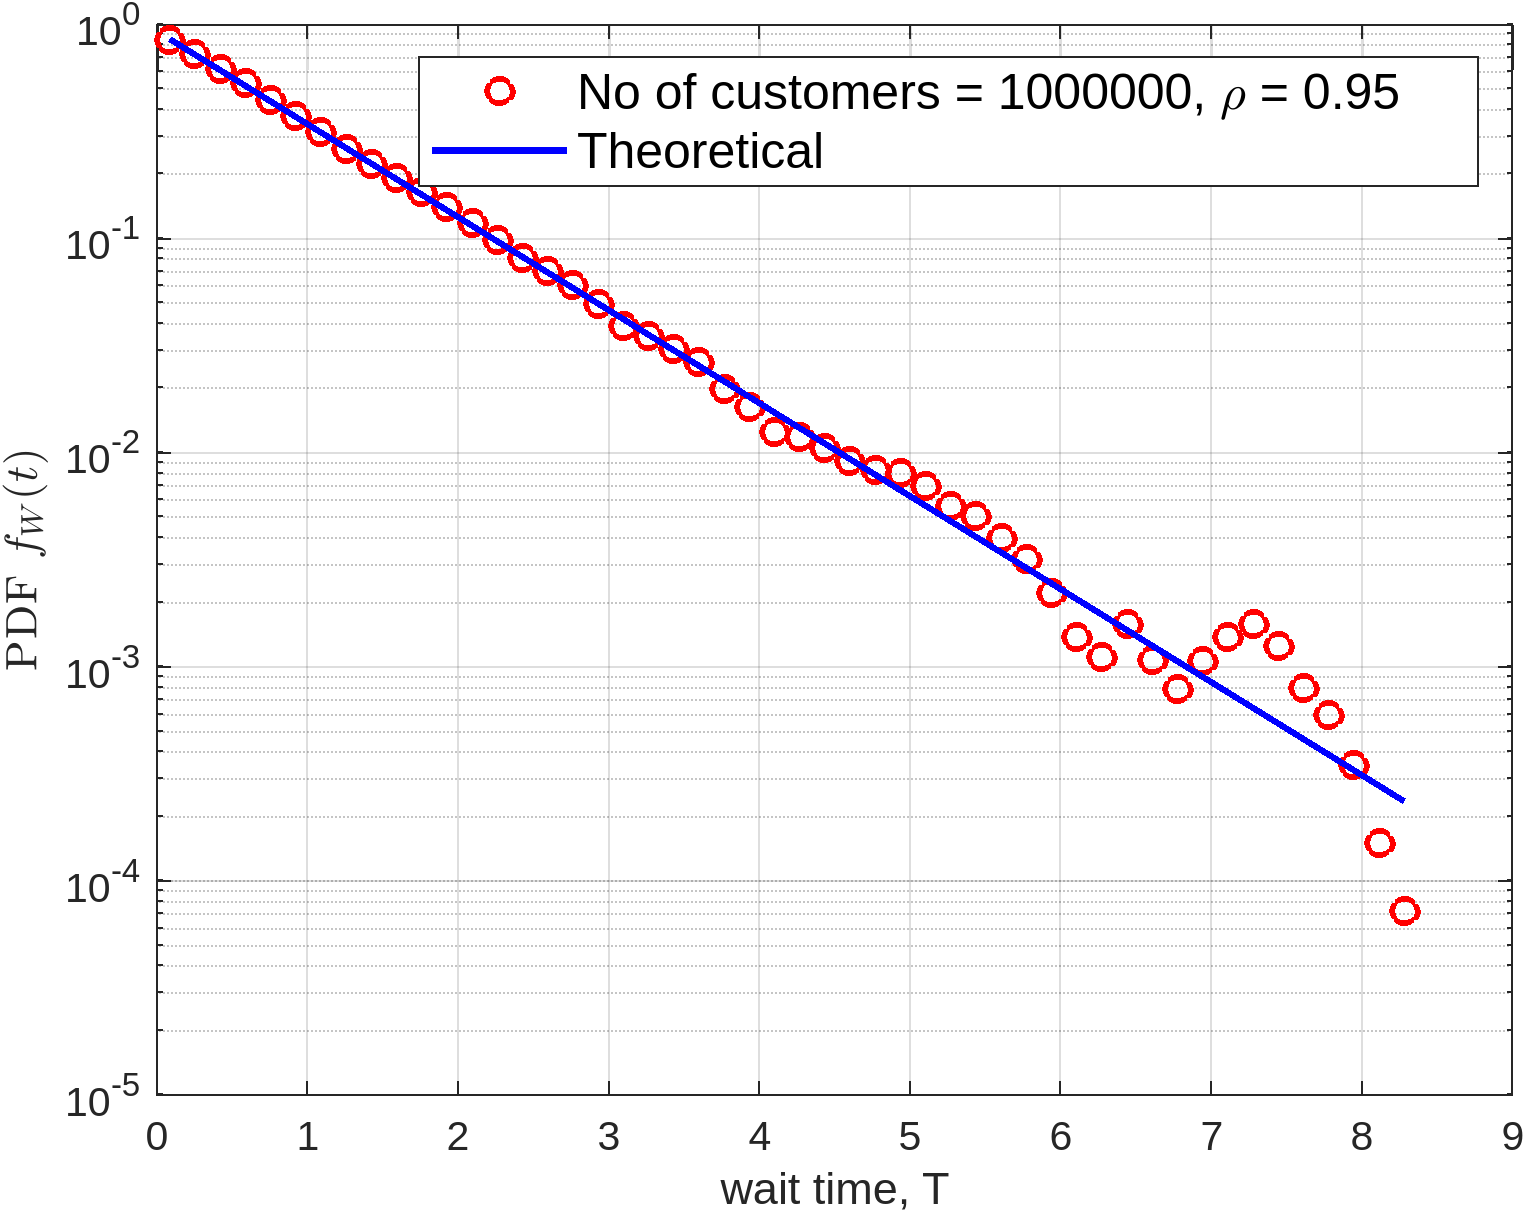 10^0
10^-1
10^-2
10^-3
10^-4
10^-5
PDF f_W(t)
No of customers = 1000000, ρ = 0.95
Theoretical
0 1 2 3 4 5 6 7 8 9
wait time, T